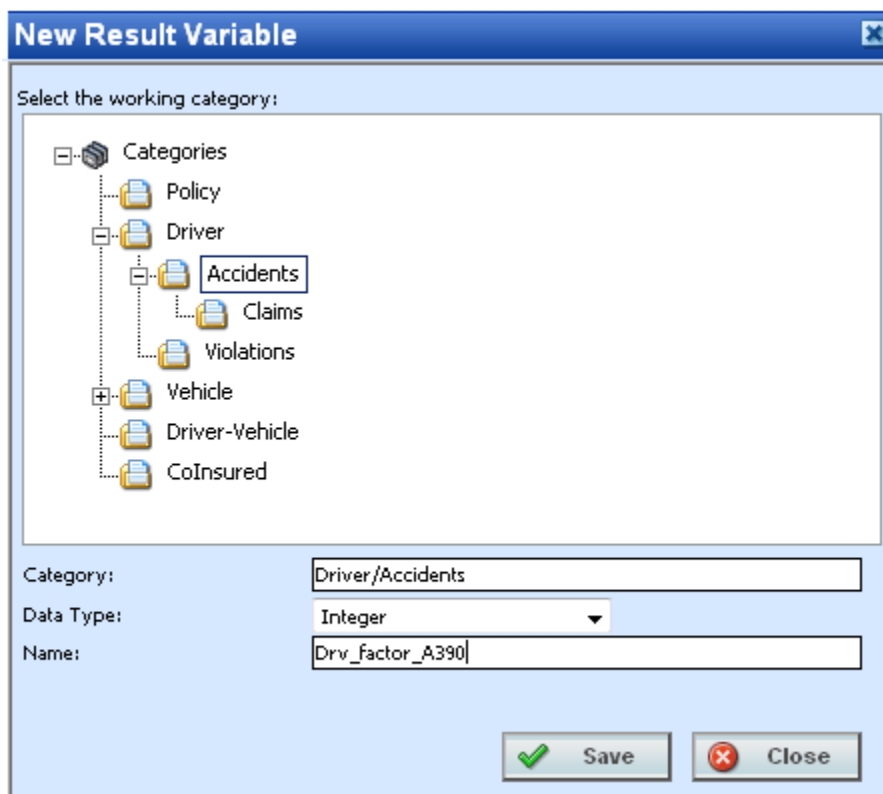 New Result Variable
Select the working category:
Categories
Policy
Driver
Accidents
Claims
Violations
Vehicle
Driver-Vehicle
CoInsured
Category: Driver/Accidents
Data Type: Integer
Name: Drv_factor_A390
Save Close